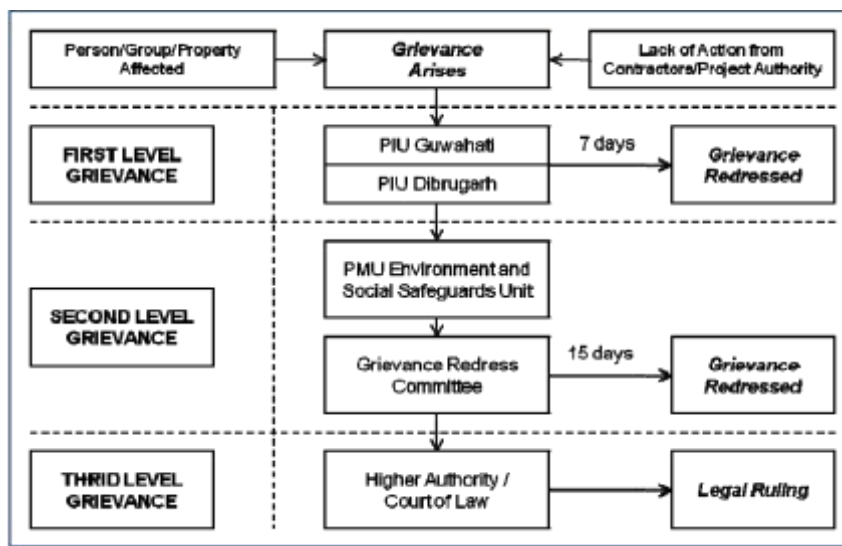 Person/Group/Property
Affected
Grievance
Arises
Lack of Action from
Contractors/Project Authority
FIRST LEVEL
GRIEVANCE
PIU Guwahati
PIU Dibrugarh
7 days
Grievance
Redressed
SECOND LEVEL
GRIEVANCE
PMU Environment and
Social Safeguards Unit
Grievance Redress
Committee
15 days
Grievance
Redressed
THRID LEVEL
GRIEVANCE
Higher Authority /
Court of Law
Legal Ruling